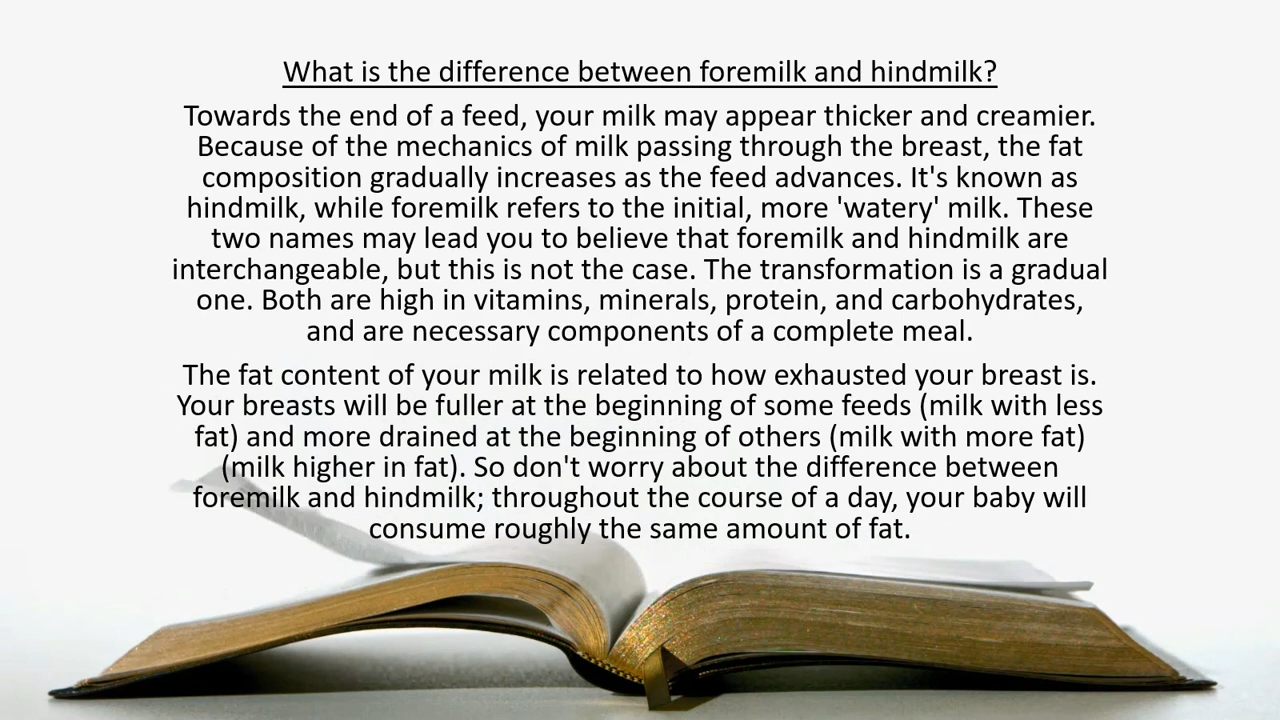 What is the difference between foremilk and hindmilk?
Towards the end of a feed, your milk may appear thicker and creamier.
Because of the mechanics of milk passing through the breast, the fat
composition gradually increases as the feed advances. It's known as
hindmilk, while foremilk refers to the initial, more 'watery' milk. These
two names may lead you to believe that foremilk and hindmilk are
interchangeable, but this is not the case. The transformation is a gradual
one. Both are high in vitamins, minerals, protein, and carbohydrates,
and are necessary components of a complete meal.
The fat content of your milk is related to how exhausted your breast is.
Your breasts will be fuller at the beginning of some feeds (milk with less
fat) and more drained at the beginning of others (milk with more fat)
(milk higher in fat). So don't worry about the difference between
foremilk and hindmilk; throughout the course of a day, your baby will
consume roughly the same amount of fat.